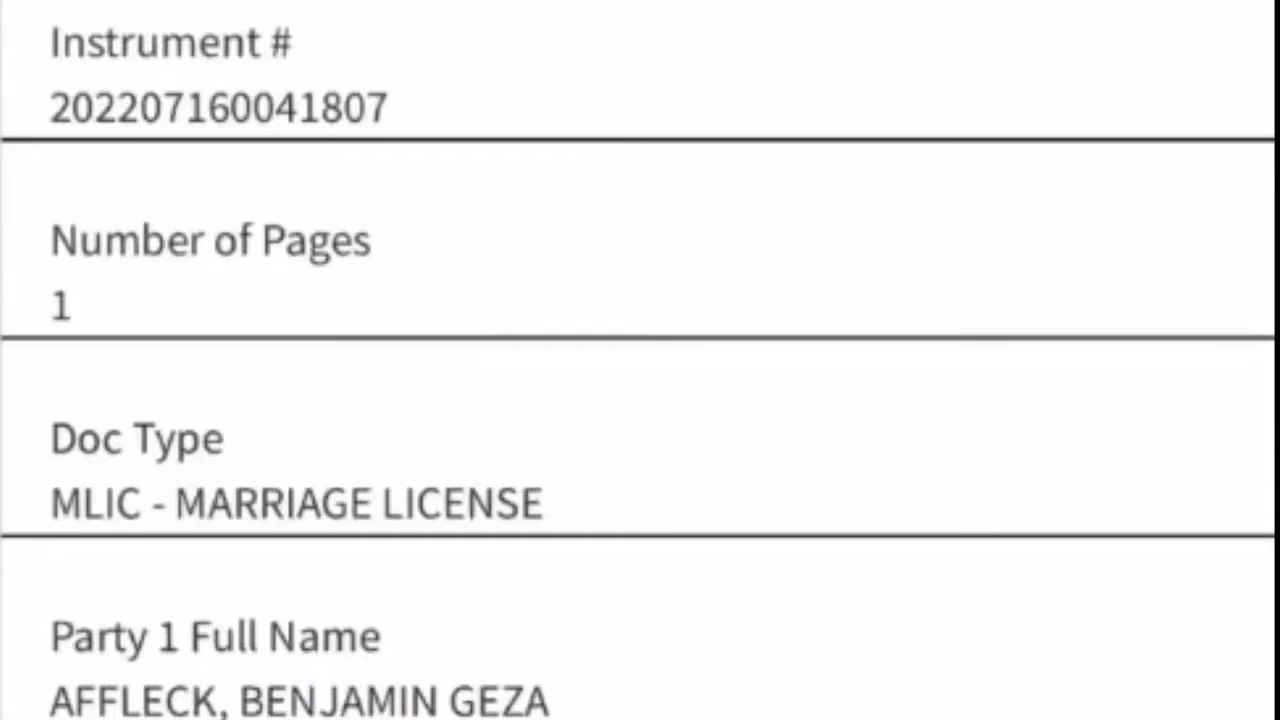 Instrument #
202207160041807
Number of Pages
1
Doc Type
MLIC - MARRIAGE LICENSE
Party 1 Full Name
AFFLECK, BENJAMIN GEZA